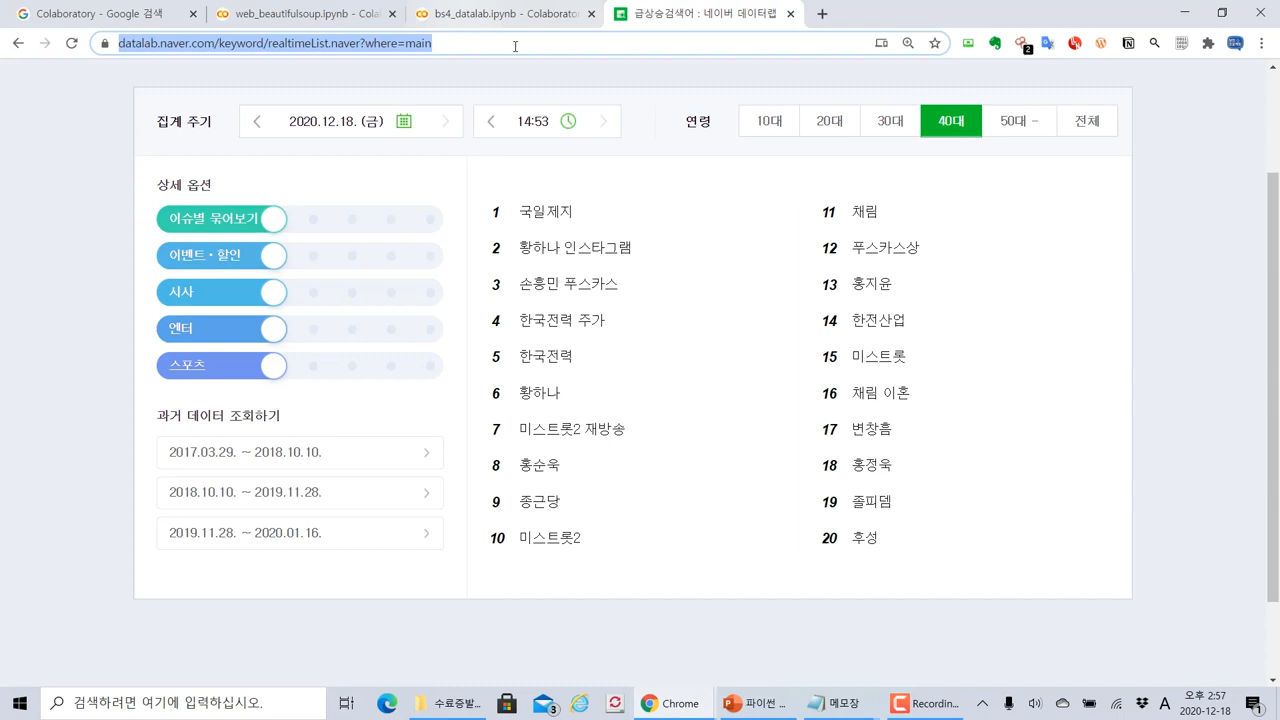 Colaboratory - Google 검색
web_beautifulsoup.ipynb - Colab
bs4_datalab.ipynb - Colaborato
급상승검색어 : 네이버 데이터랩
datalab.naver.com/keyword/realtimeList.naver?where=main
2
집계 주기
2020.12.18. (금)
14:53
연령
10대
20대
30대
40대
50대 -
전체
상세 옵션
이슈별 묶어보기
이벤트 · 할인
시사
엔터
스포츠
과거 데이터 조회하기
2017.03.29. ~ 2018.10.10.
2018.10.10. ~ 2019.11.28.
2019.11.28. ~ 2020.01.16.
1 국일제지
2 황하나 인스타그램
3 손흥민 푸스카스
4 한국전력 주가
5 한국전력
6 황하나
7 미스트롯2 재방송
8 홍순욱
9 종근당
10 미스트롯2
11 채림
12 푸스카스상
13 홍지윤
14 한전산업
15 미스트롯
16 채림 이혼
17 변창흠
18 홍정욱
19 졸피뎀
20 후성
검색하려면 여기에 입력하십시오.
수료증발...
3
Chrome
파이썬 ...
메모장
Recordin...
A
오후 2:57
2020-12-18
1